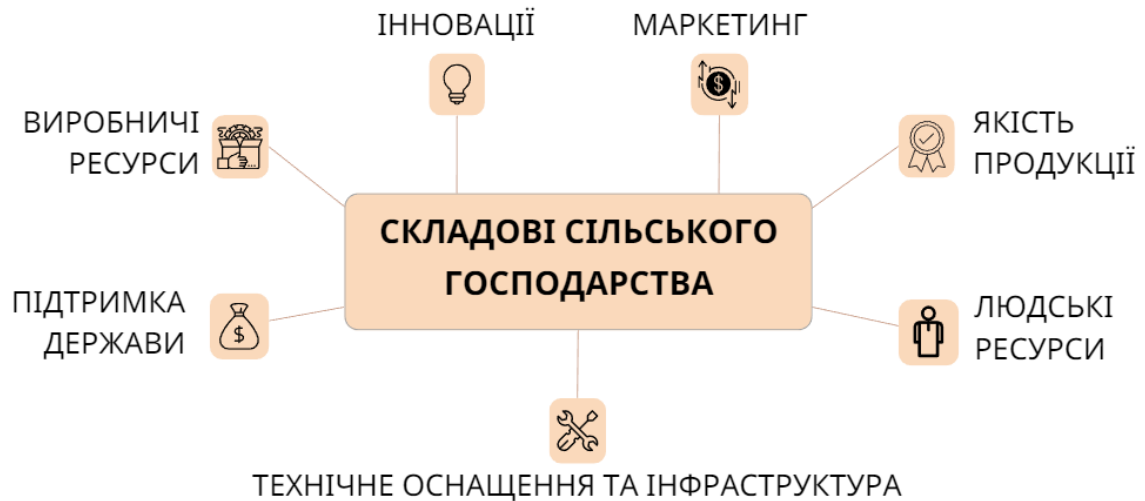 ІННОВАЦІЇ
МАРКЕТИНГ
ВИРОБНИЧІ
РЕСУРСИ
ЯКІСТЬ
ПРОДУКЦІЇ
СКЛАДОВІ СІЛЬСЬКОГО
ГОСПОДАРСТВА
ПІДТРИМКА
ДЕРЖАВИ
ЛЮДСЬКІ
РЕСУРСИ
ТЕХНІЧНЕ ОСНАЩЕННЯ ТА ІНФРАСТРУКТУРА